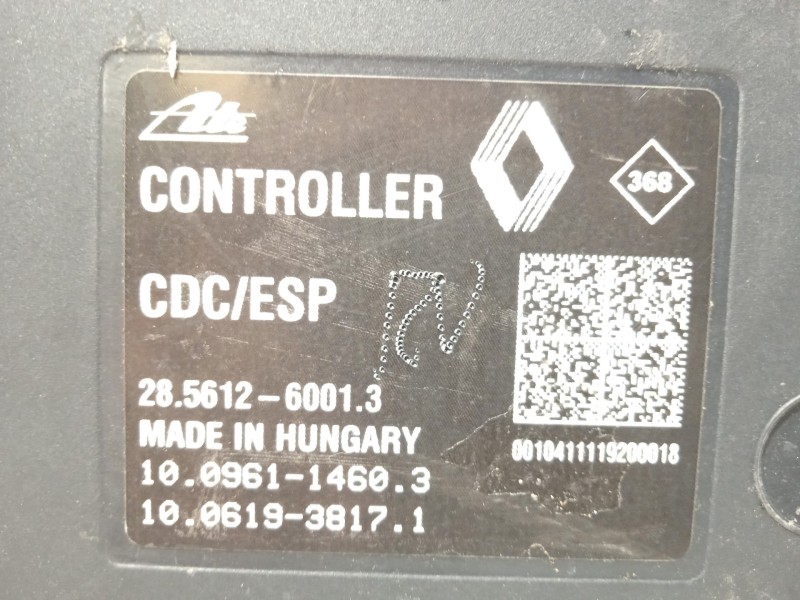 Ate
368
CONTROLLER
CDC/ESP
28.5612-6001.3
MADE IN HUNGARY
0010411119200018
10.0961-1460.3
10.0619-3817.1